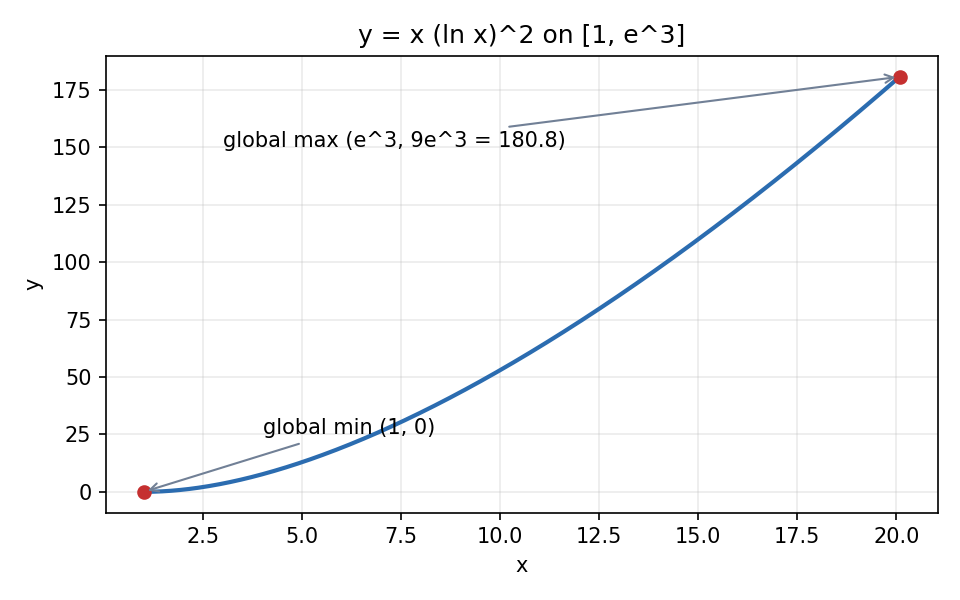 y = x (ln x)^2 on [1, e^3]
175
global max (e^3, 9e^3 = 180.8)
150
125
100
y
75
50
global min (1, 0)
25
0
2.5 5.0 7.5 10.0 12.5 15.0 17.5 20.0
x